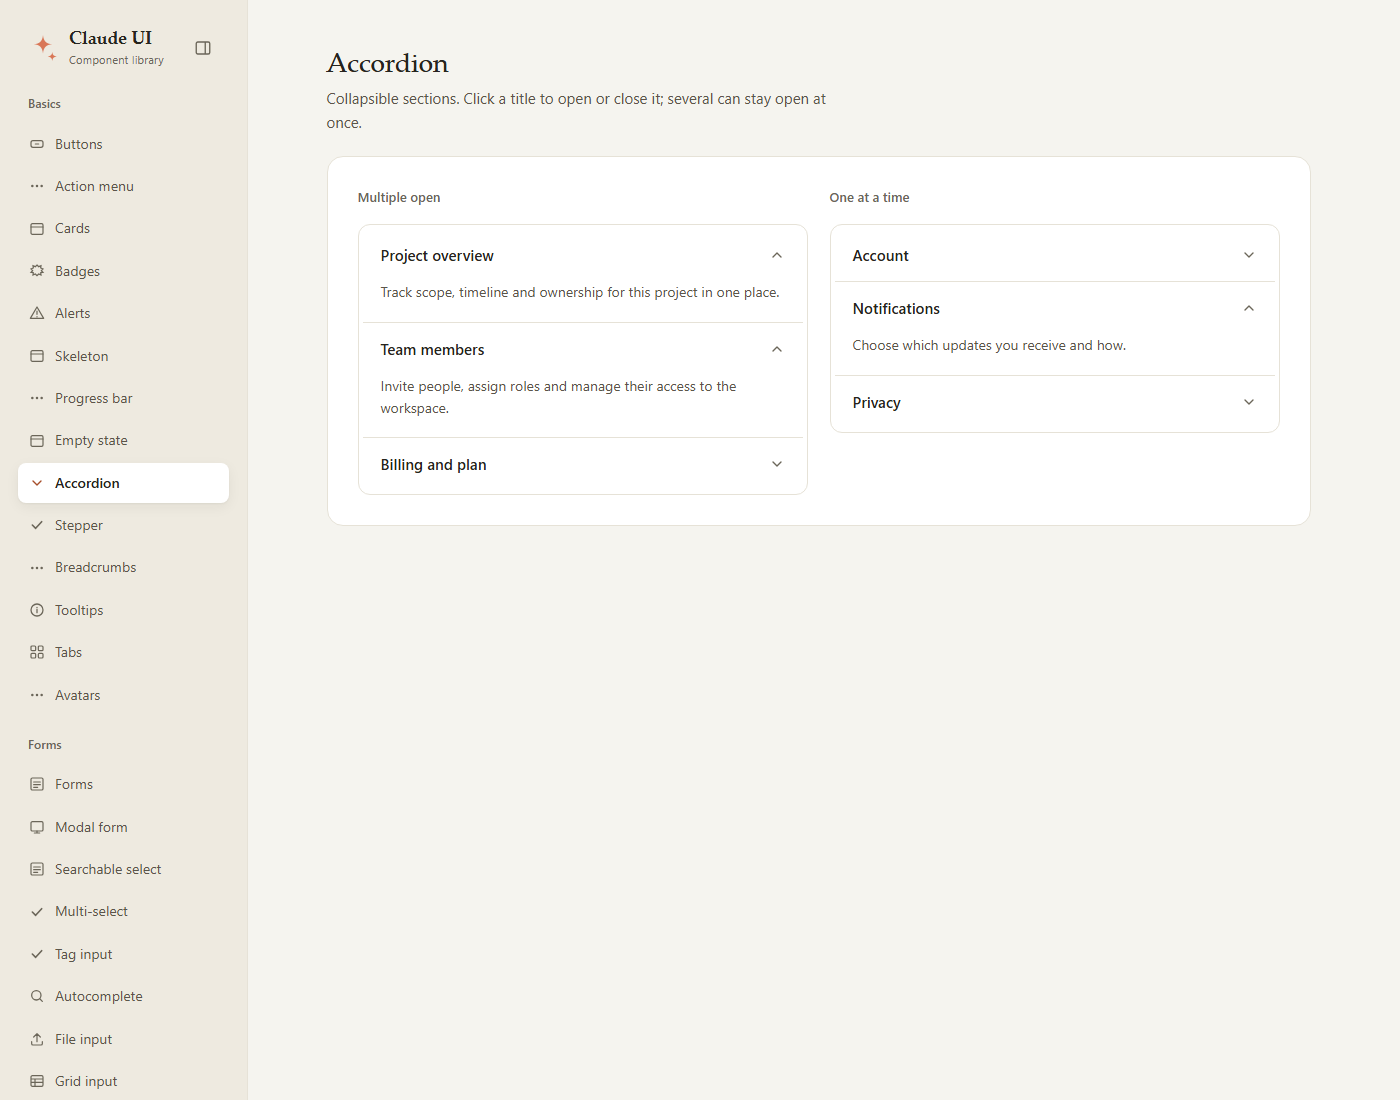 Claude UI
Component library
Basics
Buttons
Action menu
Cards
Badges
Alerts
Skeleton
Progress bar
Empty state
Accordion
Stepper
Breadcrumbs
Tooltips
Tabs
Avatars
Forms
Forms
Modal form
Searchable select
Multi-select
Tag input
Autocomplete
File input
Grid input
Accordion
Collapsible sections. Click a title to open or close it; several can stay open at
once.
Multiple open
Project overview
Track scope, timeline and ownership for this project in one place.
Team members
Invite people, assign roles and manage their access to the
workspace.
Billing and plan
One at a time
Account
Notifications
Choose which updates you receive and how.
Privacy